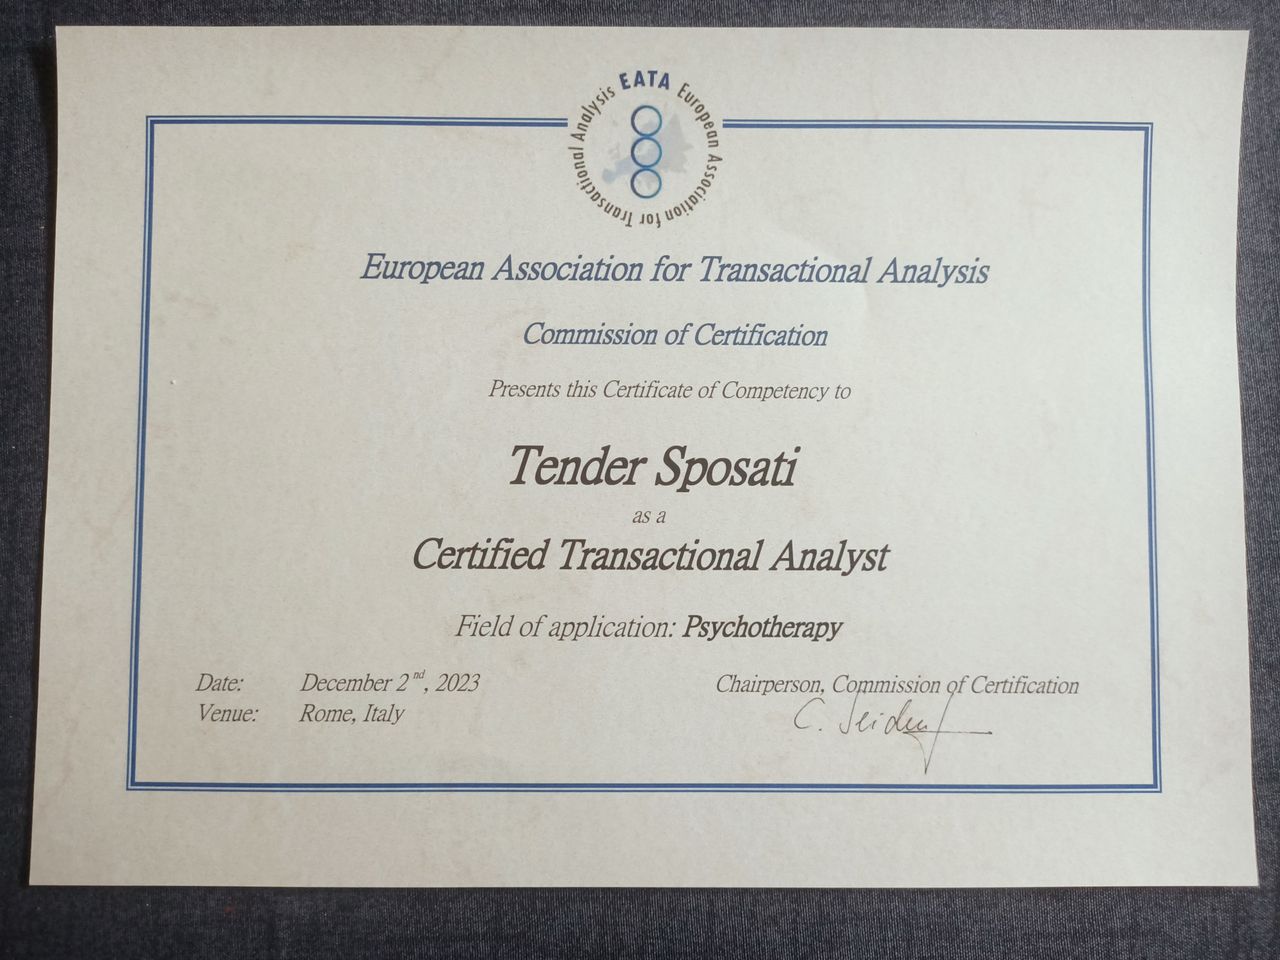 EATA European Association for Transactional Analysis
European Association for Transactional Analysis
Commission of Certification
Presents this Certificate of Competency to
Tender Sposati
as a
Certified Transactional Analyst
Field of application: Psychotherapy
Date: December 2nd, 2023
Venue: Rome, Italy
Chairperson, Commission of Certification
C.